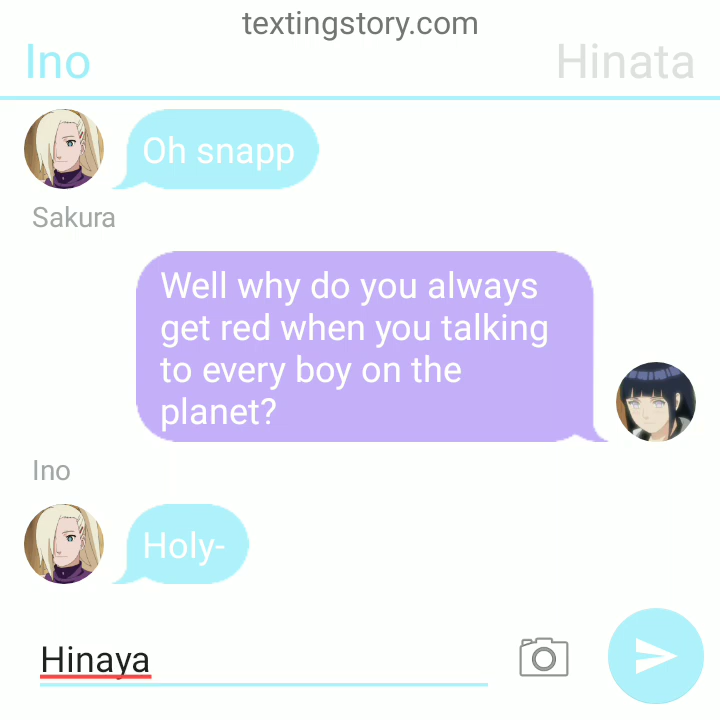 textingstory.com
Ino
Hinata
Oh snapp
Sakura
Well why do you always
get red when you talking
to every boy on the
planet?
Ino
Holy-
Hinaya